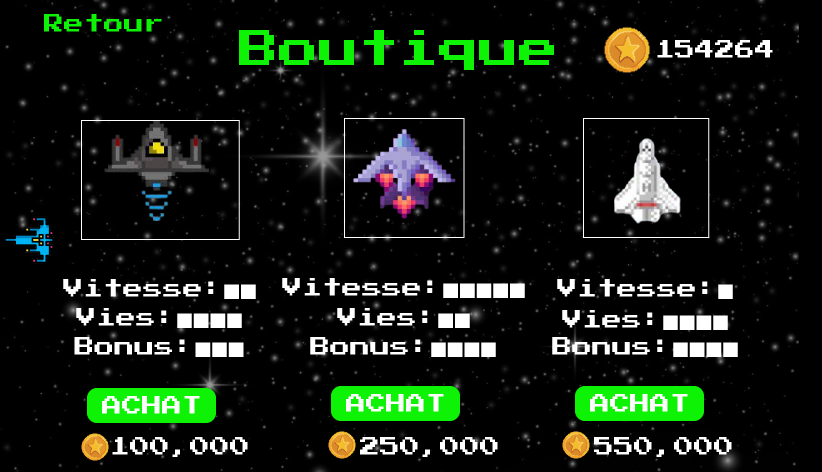 Retour
Boutique
154264
Vitesse:■■ Vitesse:■■■■■ Vitesse:■
Vies:■■■■ Vies:■■ Vies:■■■■
Bonus:■■■ Bonus:■■■■ Bonus:■■■■
ACHAT ACHAT ACHAT
100,000 250,000 550,000